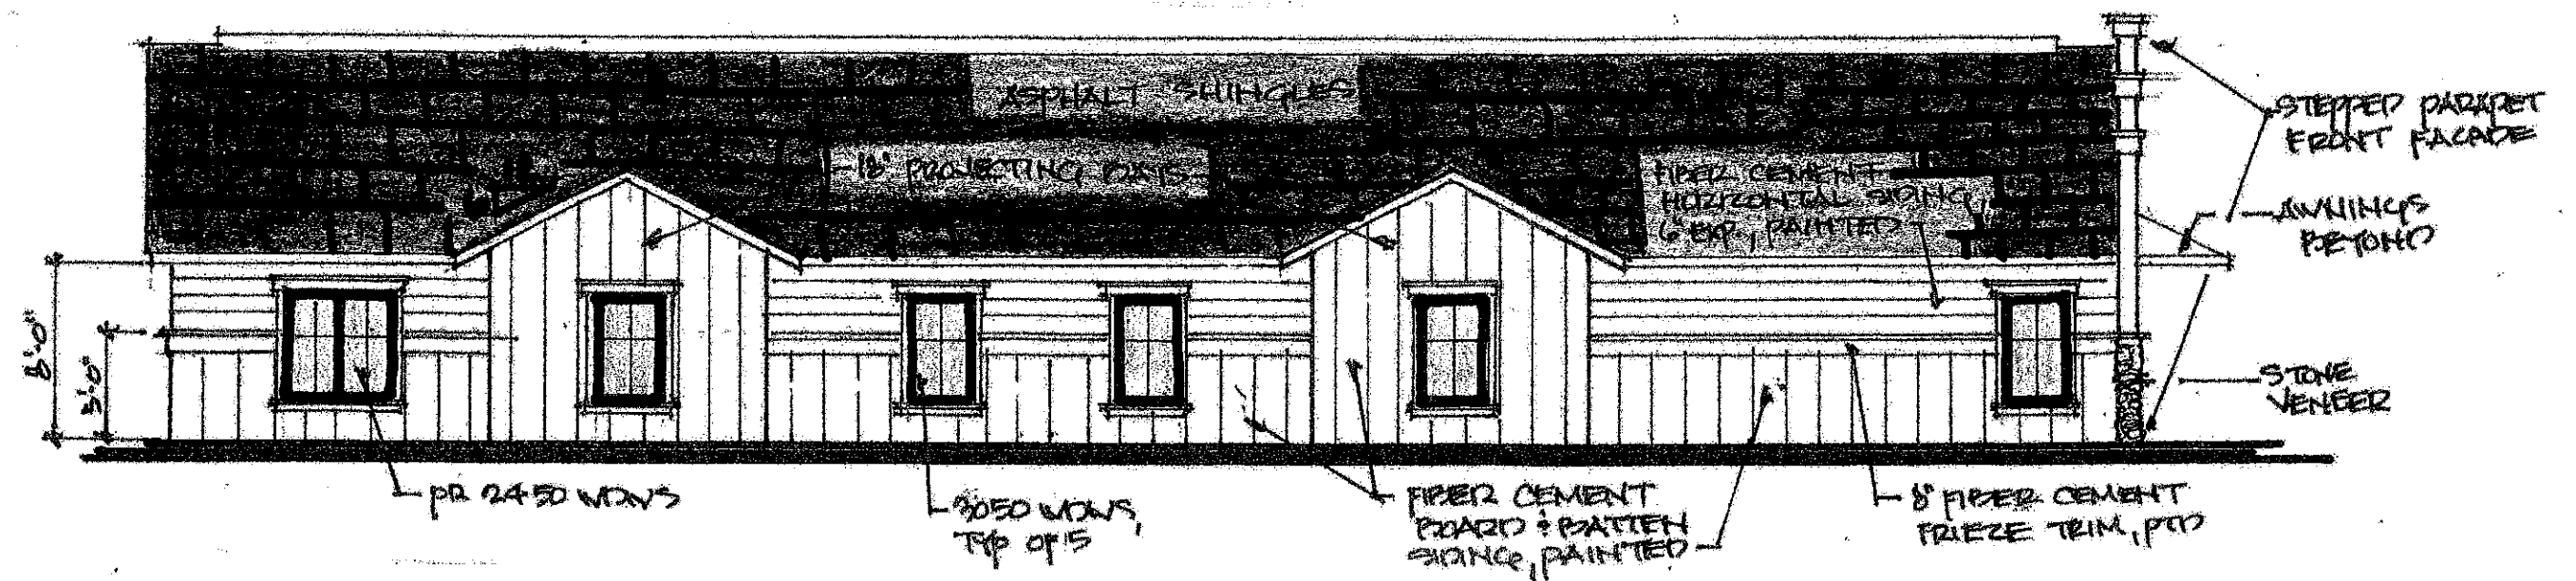 ASPHALT SHINGLES
18" PROJECTING BAYS
FIBER CEMENT
HORIZONTAL SIDING,
6" EXP., PAINTED
STEPPED PARAPET
FRONT FACADE
AWNINGS
BEYOND
STONE
VENEER
8'-0"
5'-0"
PR 2450 WDWS
3050 WDWS,
TYP OF 5
FIBER CEMENT
BOARD & BATTEN
SIDING, PAINTED
8" FIBER CEMENT
FRIEZE TRIM, PTD